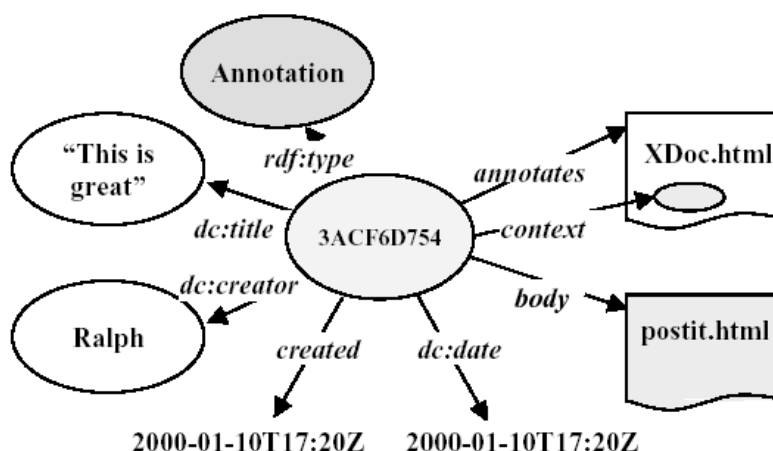 Annotation
“This is
great”
rdf:type
annotates
XDoc.html
dc:title
3ACF6D754
context
dc:creator
body
Ralph
created
dc:date
postit.html
2000-01-10T17:20Z
2000-01-10T17:20Z